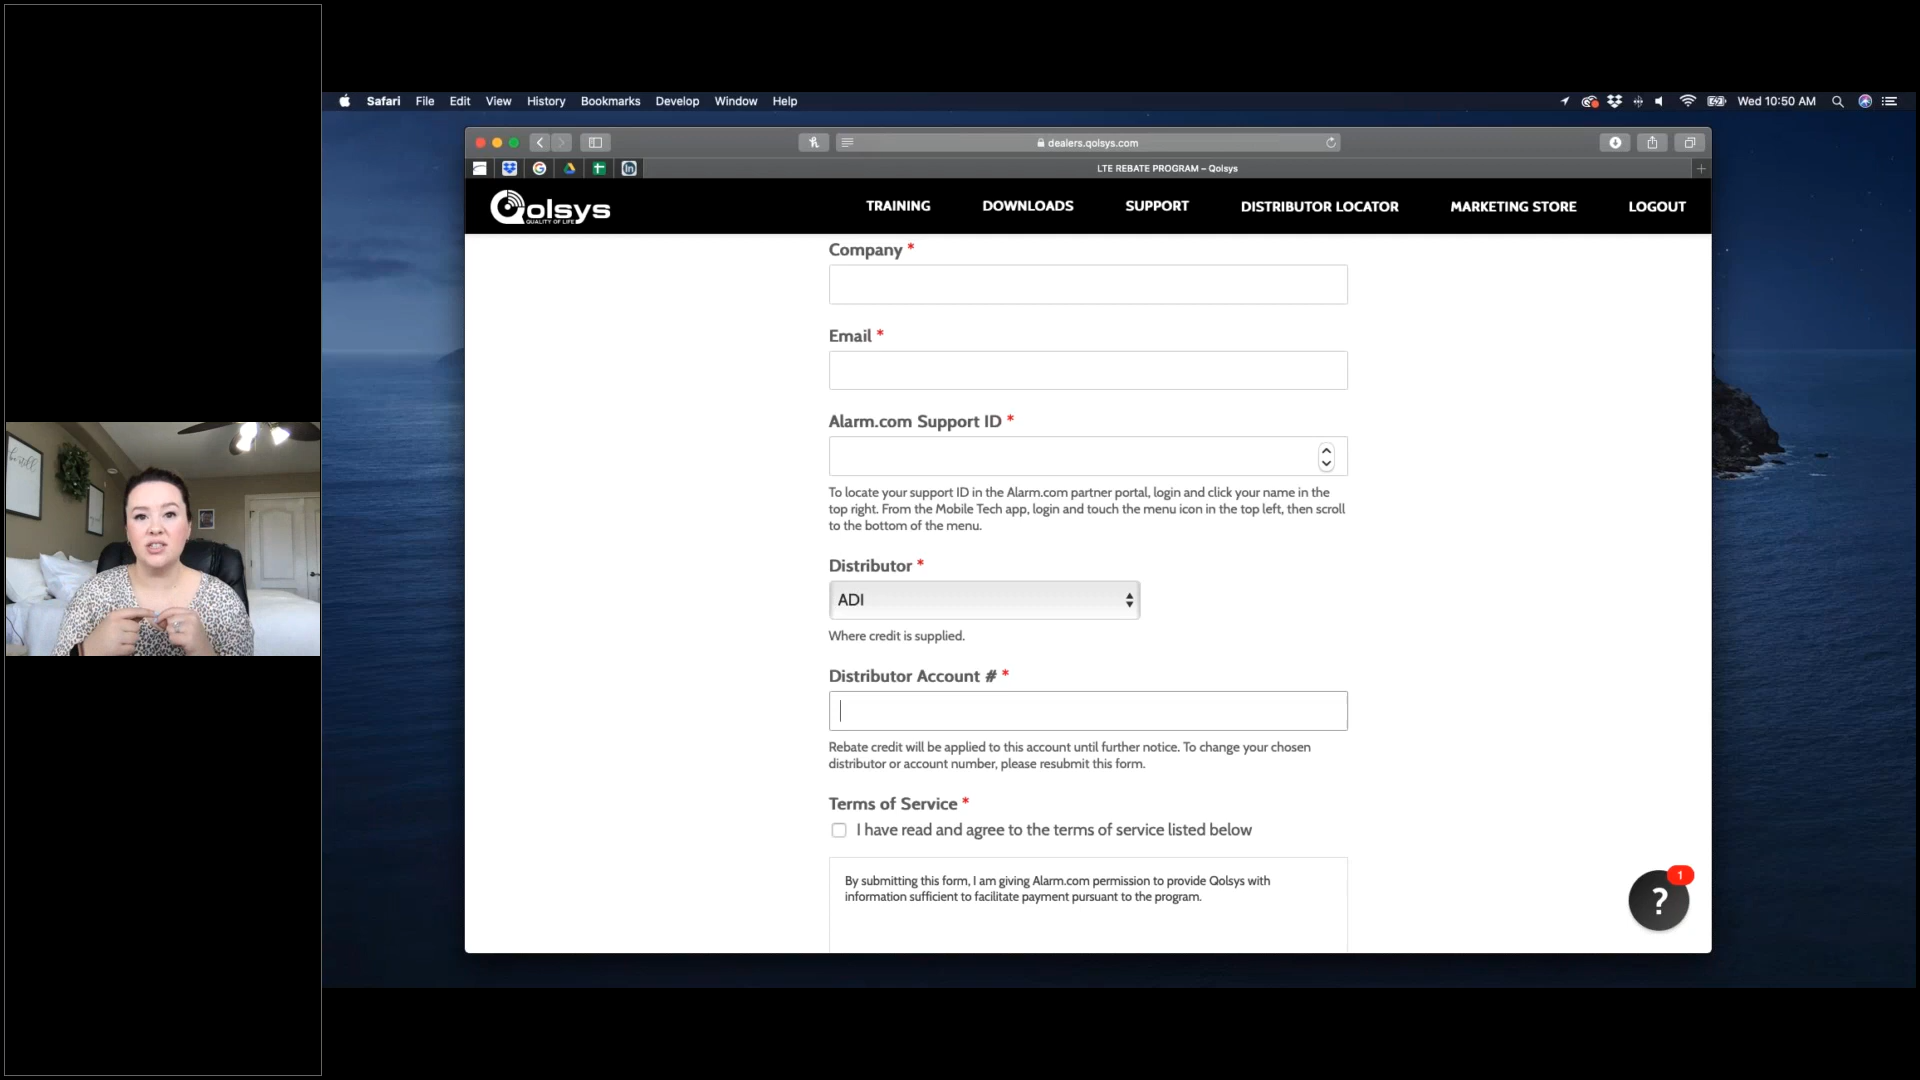 Safari File Edit View History Bookmarks Develop Window Help
Wed 10:50 AM
dealers.qolsys.com
LTE REBATE PROGRAM – Qolsys
Qolsys
QUALITY OF LIFE
TRAINING DOWNLOADS SUPPORT DISTRIBUTOR LOCATOR MARKETING STORE LOGOUT
Company *
Email *
Alarm.com Support ID *
To locate your support ID in the Alarm.com partner portal, login and click your name in the
top right. From the Mobile Tech app, login and touch the menu icon in the top left, then scroll
to the bottom of the menu.
Distributor *
ADI
Where credit is supplied.
Distributor Account # *
Rebate credit will be applied to this account until further notice. To change your chosen
distributor or account number, please resubmit this form.
Terms of Service *
I have read and agree to the terms of service listed below
By submitting this form, I am giving Alarm.com permission to provide Qolsys with
information sufficient to facilitate payment pursuant to the program.
1
?